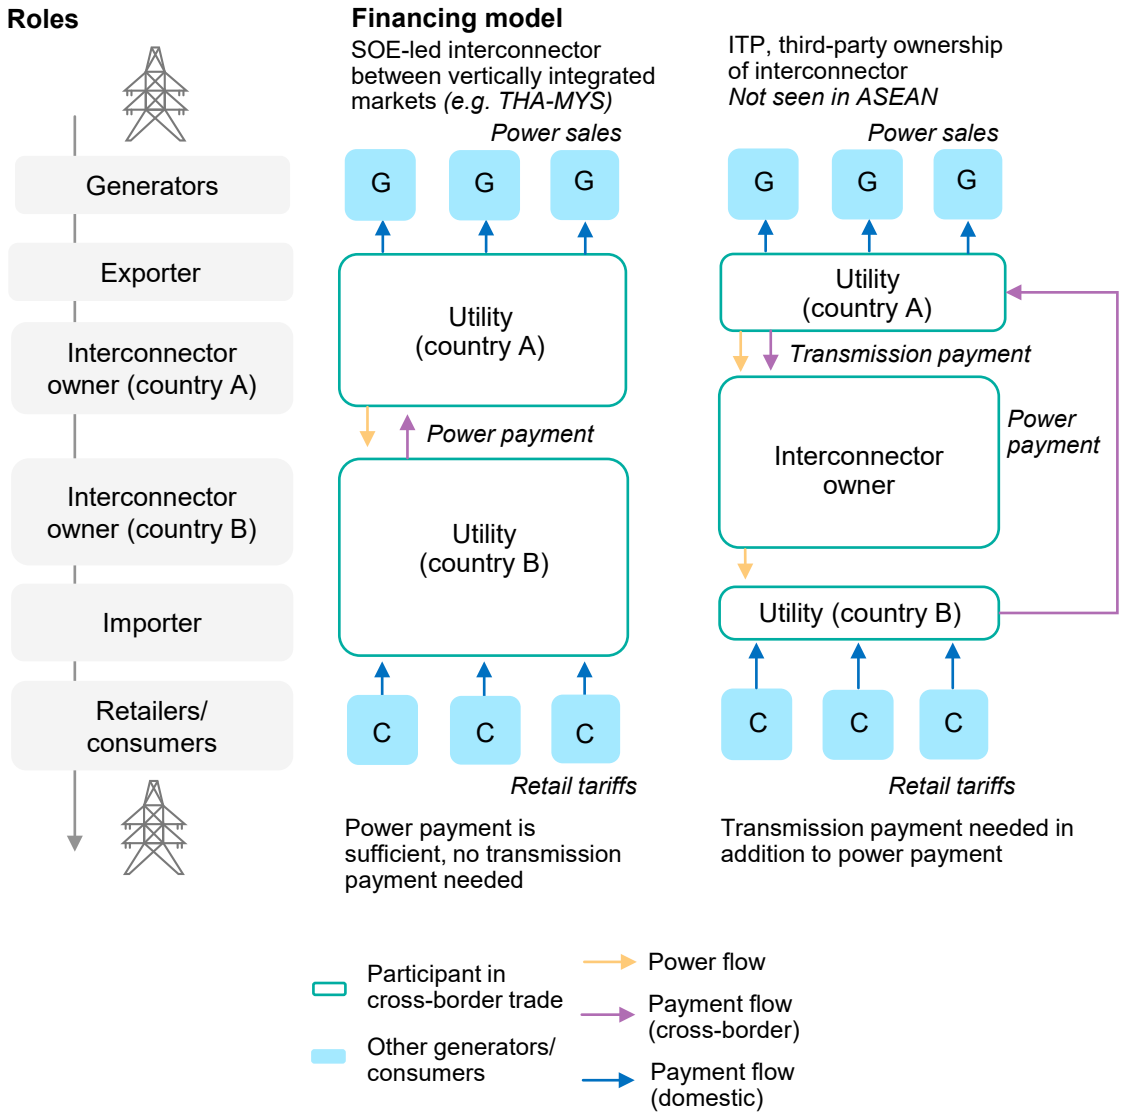 Roles
Generators
Exporter
Interconnector
owner (country A)
Interconnector
owner (country B)
Importer
Retailers/
consumers
Financing model
SOE-led interconnector
between vertically integrated
markets (e.g. THA-MYS)
Power sales
G
G
G
Utility
(country A)
Power payment
Utility
(country B)
C
C
C
Retail tariffs
Power payment is
sufficient, no transmission
payment needed
ITP, third-party ownership
of interconnector
Not seen in ASEAN
Power sales
G
G
G
Utility
(country A)
Transmission payment
Interconnector
owner
Power
payment
Utility (country B)
C
C
C
Retail tariffs
Transmission payment needed in
addition to power payment
Participant in
cross-border trade
Other generators/
consumers
Power flow
Payment flow
(cross-border)
Payment flow
(domestic)